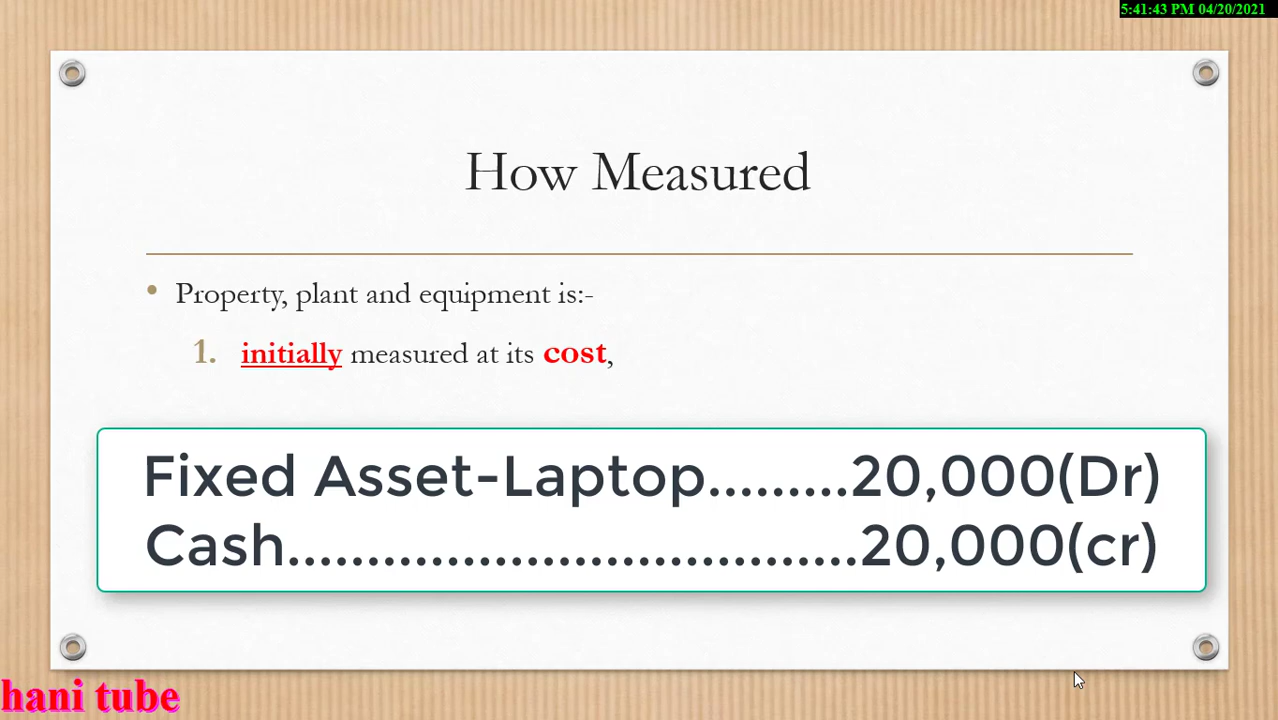 5:41:43 PM 04/20/2021
How Measured
• Property, plant and equipment is:-
1. initially measured at its cost,
Fixed Asset-Laptop.........20,000(Dr)
Cash....................................20,000(cr)
hani tube